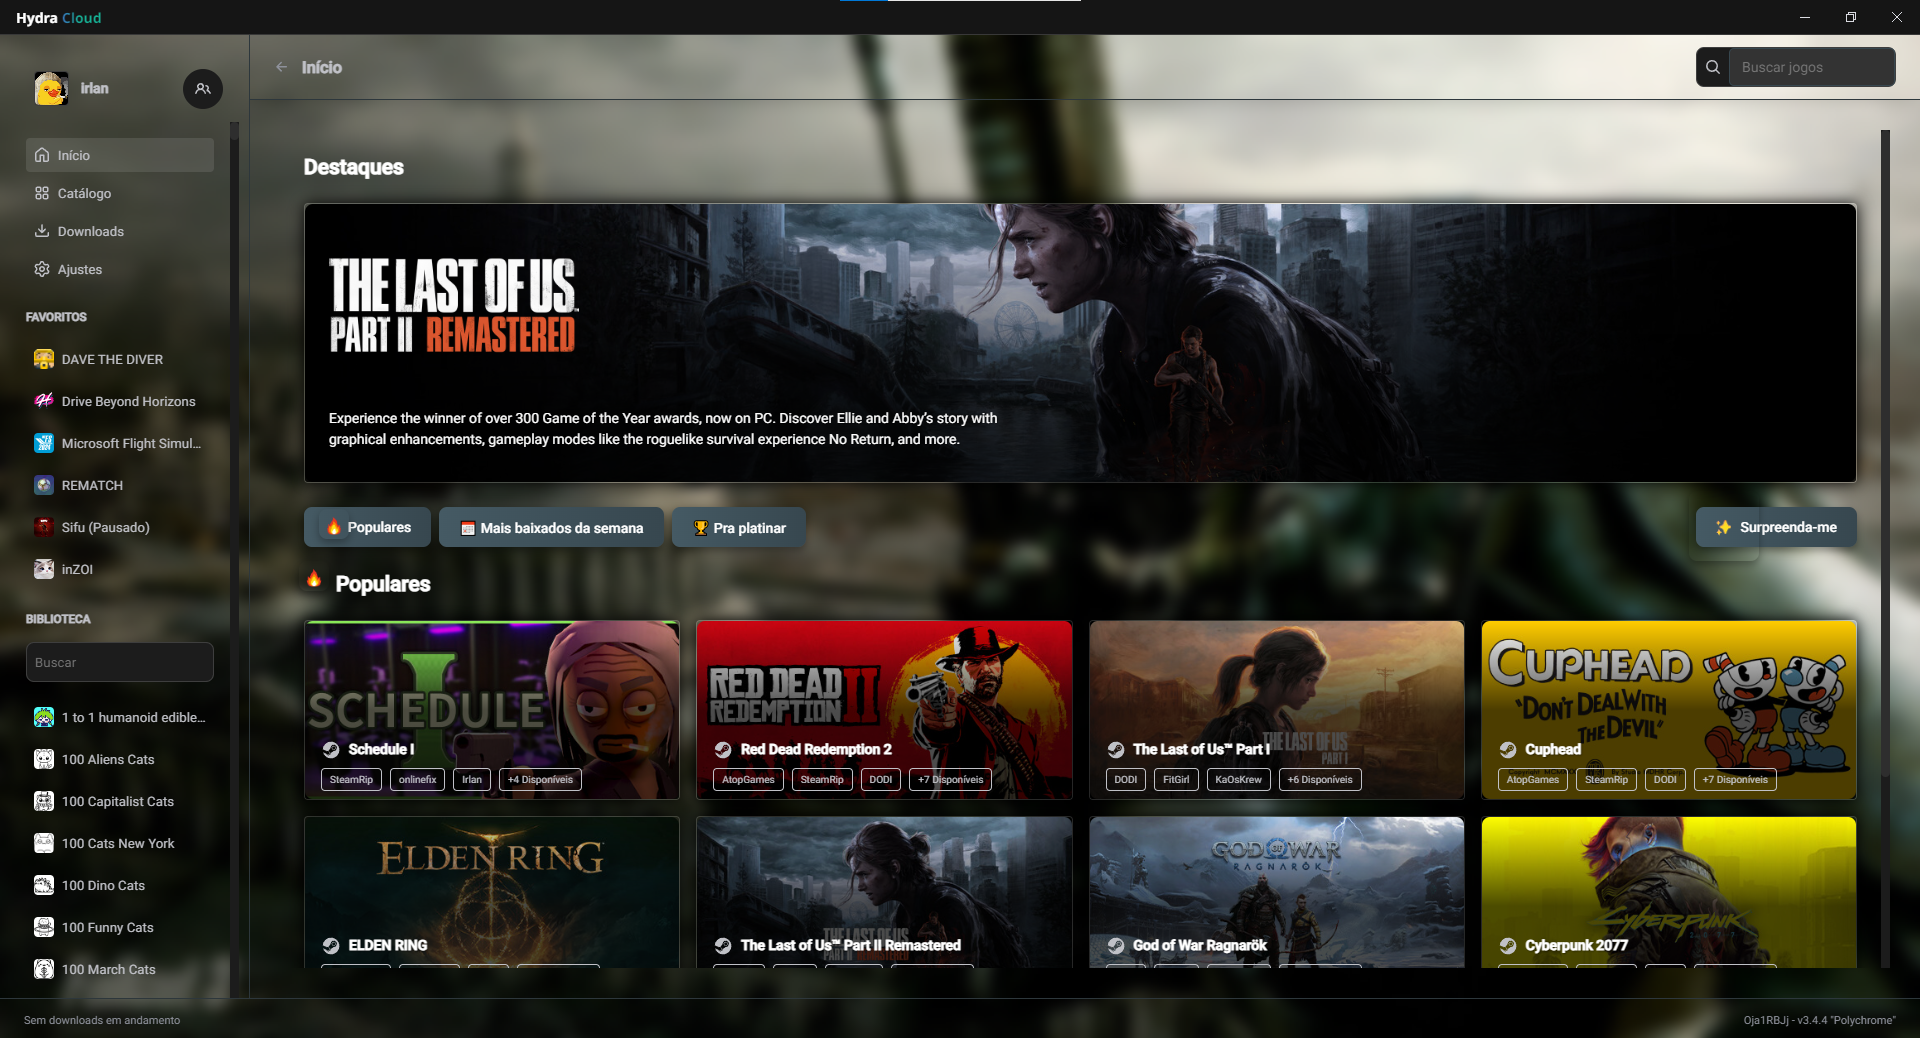 Hydra Cloud
irlan
Início
Catálogo
Downloads
Ajustes
FAVORITOS
DAVE THE DIVER
Drive Beyond Horizons
Microsoft Flight Simul...
REMATCH
Sifu (Pausado)
inZOI
BIBLIOTECA
Buscar
1 to 1 humanoid edible...
100 Aliens Cats
100 Capitalist Cats
100 Cats New York
100 Dino Cats
100 Funny Cats
100 March Cats
Início
Buscar jogos
Destaques
THE LAST OF US
PART II REMASTERED
Experience the winner of over 300 Game of the Year awards, now on PC. Discover Ellie and Abby's story with
graphical enhancements, gameplay modes like the roguelike survival experience No Return, and more.
Populares
Mais baixados da semana
Pra platinar
Surpreenda-me
Populares
SCHEDULE I
Schedule I
SteamRip onlinefix Irlan +4 Disponíveis
RED DEAD
REDEMPTION II
Red Dead Redemption 2
AtopGames SteamRip DODI +7 Disponíveis
THE LAST OF US
PART I
The Last of Us™ Part I
DODI FitGirl KaOsKrew +6 Disponíveis
CUPHEAD
"DON'T DEAL WITH
THE DEVIL"
Cuphead
AtopGames SteamRip DODI +7 Disponíveis
ELDEN RING
ELDEN RING
THE LAST OF US
PART II REMASTERED
The Last of Us™ Part II Remastered
GOD OF WAR
RAGNARÖK
God of War Ragnarök
Cyberpunk
Cyberpunk 2077
Sem downloads em andamento
Oja1RBJj - v3.4.4 "Polychrome"